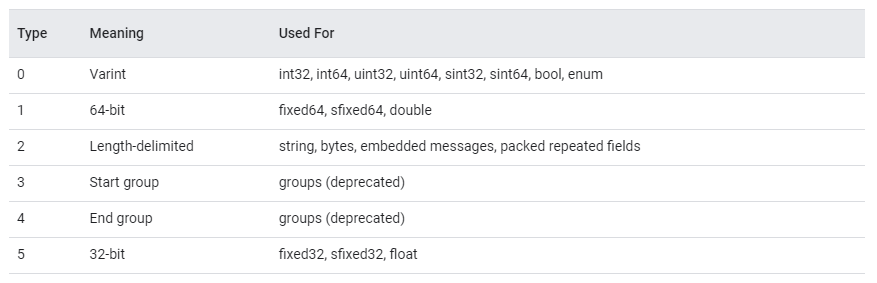 Type Meaning Used For
0 Varint int32, int64, uint32, uint64, sint32, sint64, bool, enum
1 64-bit fixed64, sfixed64, double
2 Length-delimited string, bytes, embedded messages, packed repeated fields
3 Start group groups (deprecated)
4 End group groups (deprecated)
5 32-bit fixed32, sfixed32, float